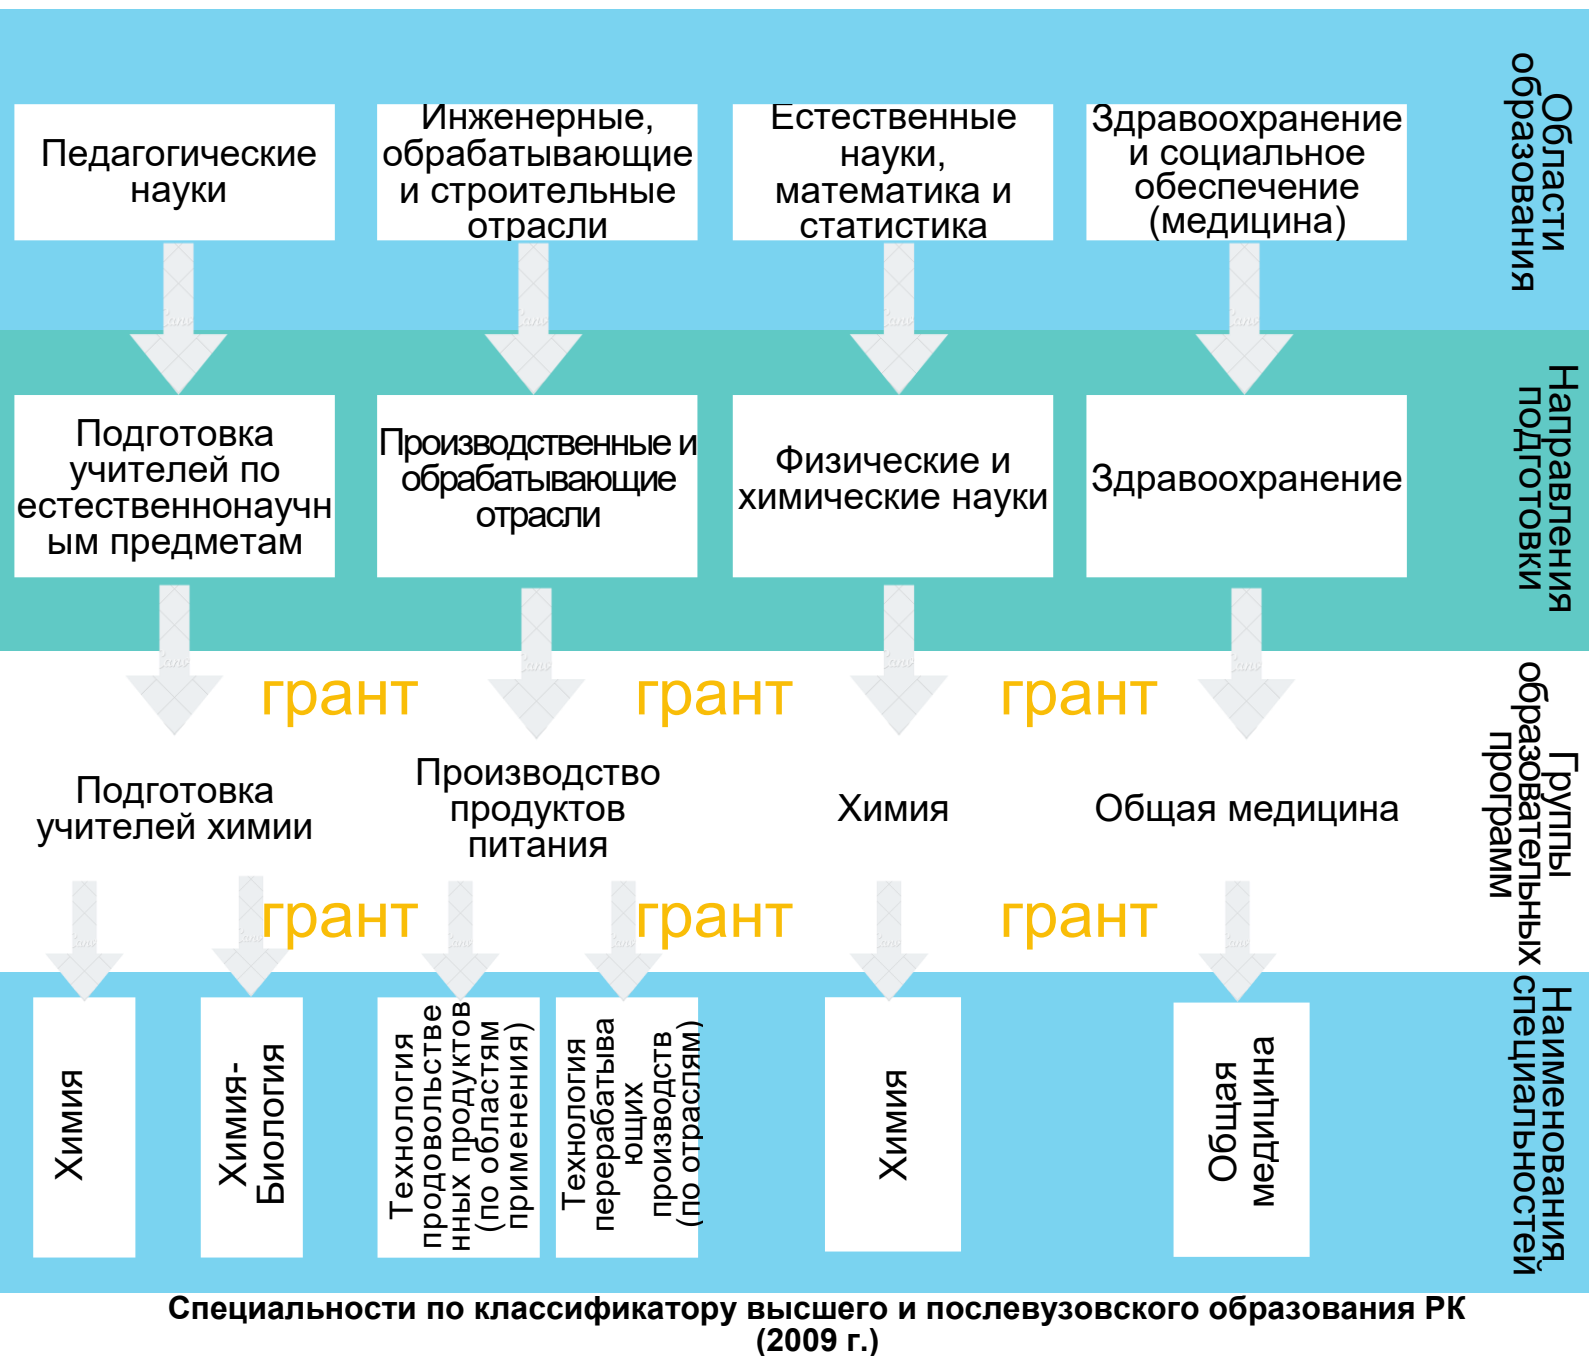 Педагогические
науки
Инженерные,
обрабатывающие
и строительные
отрасли
Естественные
науки,
математика и
статистика
Здравоохранение
и социальное
обеспечение
(медицина)
Области
образования
Подготовка
учителей по
естественнонаучн
ым предметам
Производственные и
обрабатывающие
отрасли
Физические и
химические науки
Здравоохранение
Направления
подготовки
грант
грант
грант
Подготовка
учителей химии
Производство
продуктов
питания
Химия
Общая медицина
Группы
образовательных
программ
грант
грант
грант
Химия
Химия-
Биология
Технология
продовольстве
нных продуктов
(по областям
применения)
Технология
перерабатыва
ющих
производств
(по отраслям)
Химия
Общая
медицина
Наименования
специальностей
Специальности по классификатору высшего и послевузовского образования РК
(2009 г.)